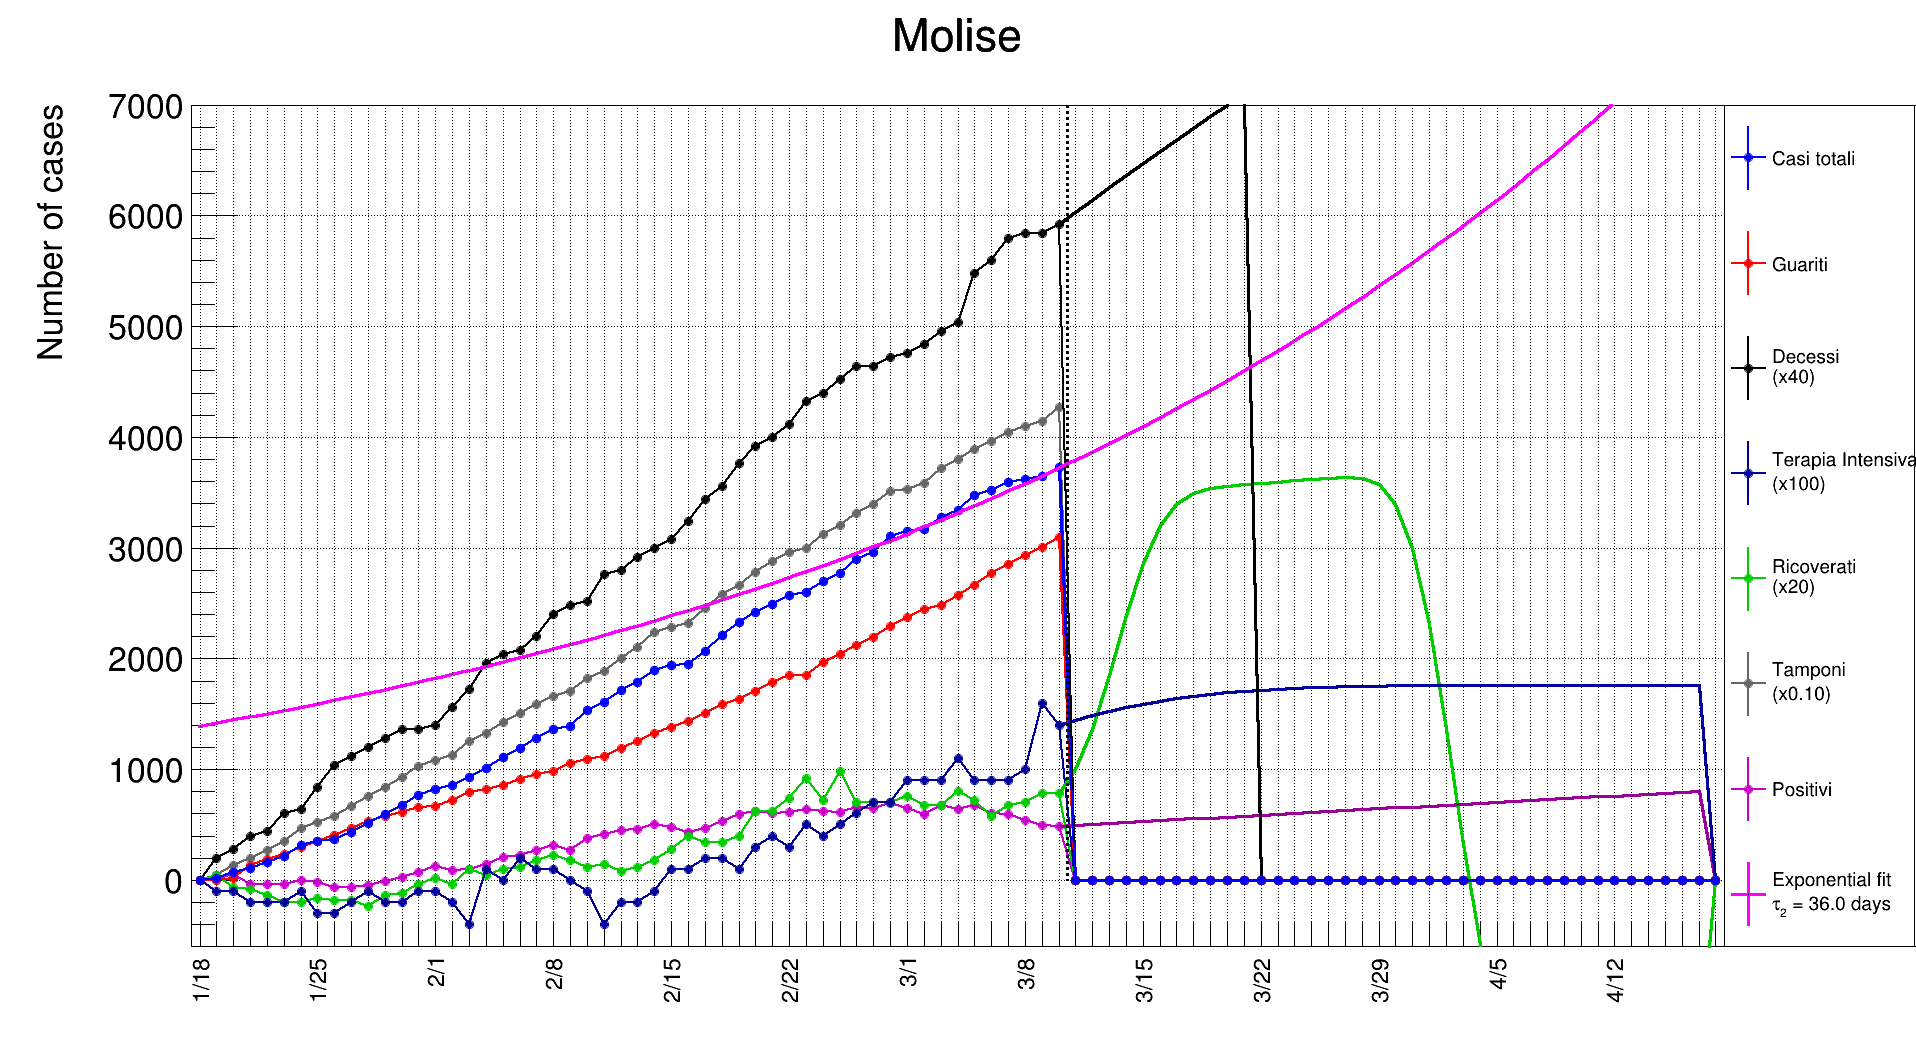 Molise
Number of cases
7000
6000
5000
4000
3000
2000
1000
0
1/18
1/25
2/1
2/8
2/15
2/22
3/1
3/8
3/15
3/22
3/29
4/5
4/12
Casi totali
Guariti
Decessi
(x40)
Terapia Intensiva
(x100)
Ricoverati
(x20)
Tamponi
(x0.10)
Positivi
Exponential fit
τ2 = 36.0 days